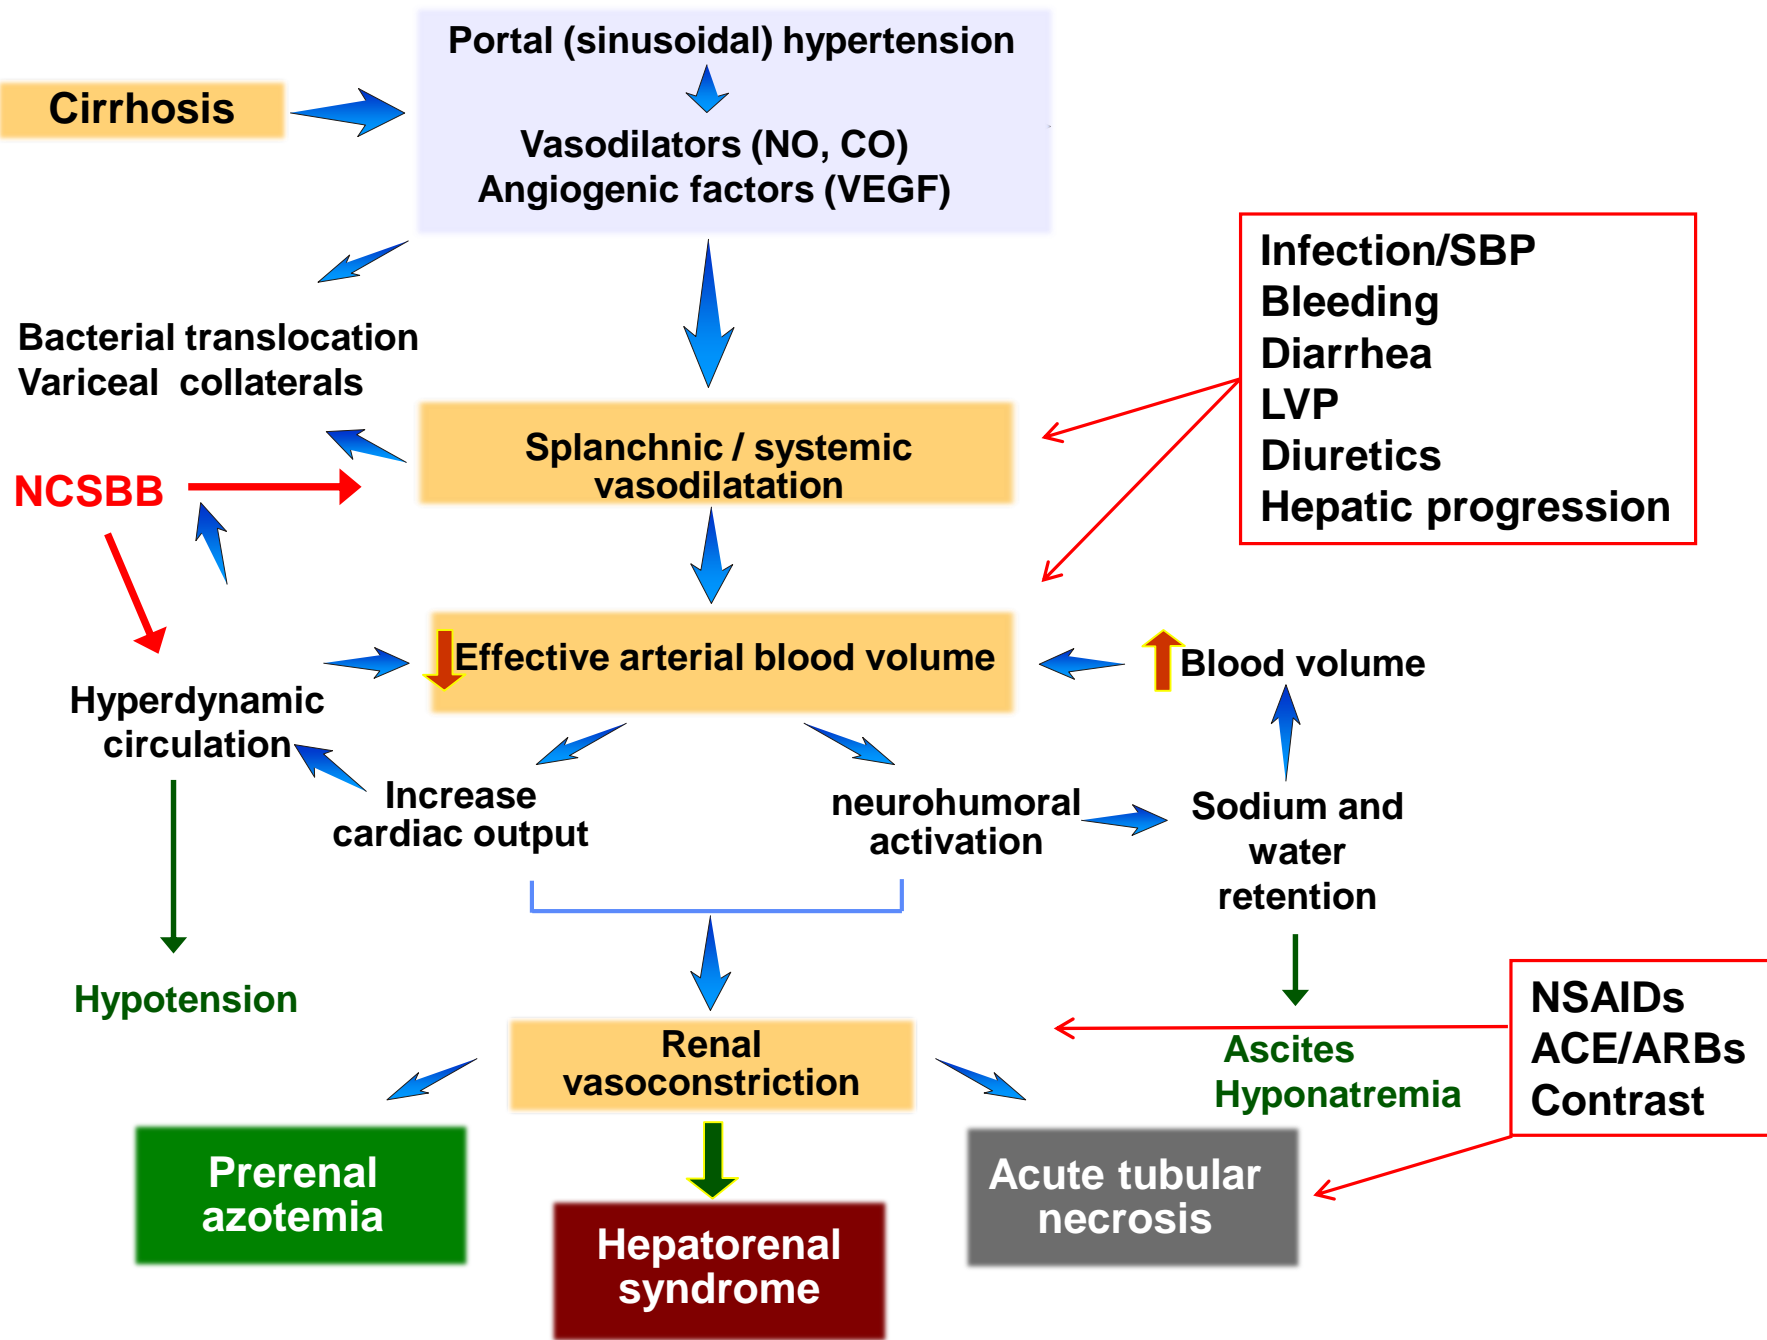 Portal (sinusoidal) hypertension
Cirrhosis
Vasodilators (NO, CO)
Angiogenic factors (VEGF)
Infection/SBP
Bleeding
Diarrhea
LVP
Diuretics
Hepatic progression
Bacterial translocation
Variceal collaterals
Splanchnic / systemic
vasodilatation
NCSBB
Effective arterial blood volume
Blood volume
Hyperdynamic
circulation
Increase
cardiac output
neurohumoral
activation
Sodium and
water
retention
Hypotension
Renal
vasoconstriction
Ascites
Hyponatremia
NSAIDs
ACE/ARBs
Contrast
Prerenal
azotemia
Hepatorenal
syndrome
Acute tubular
necrosis